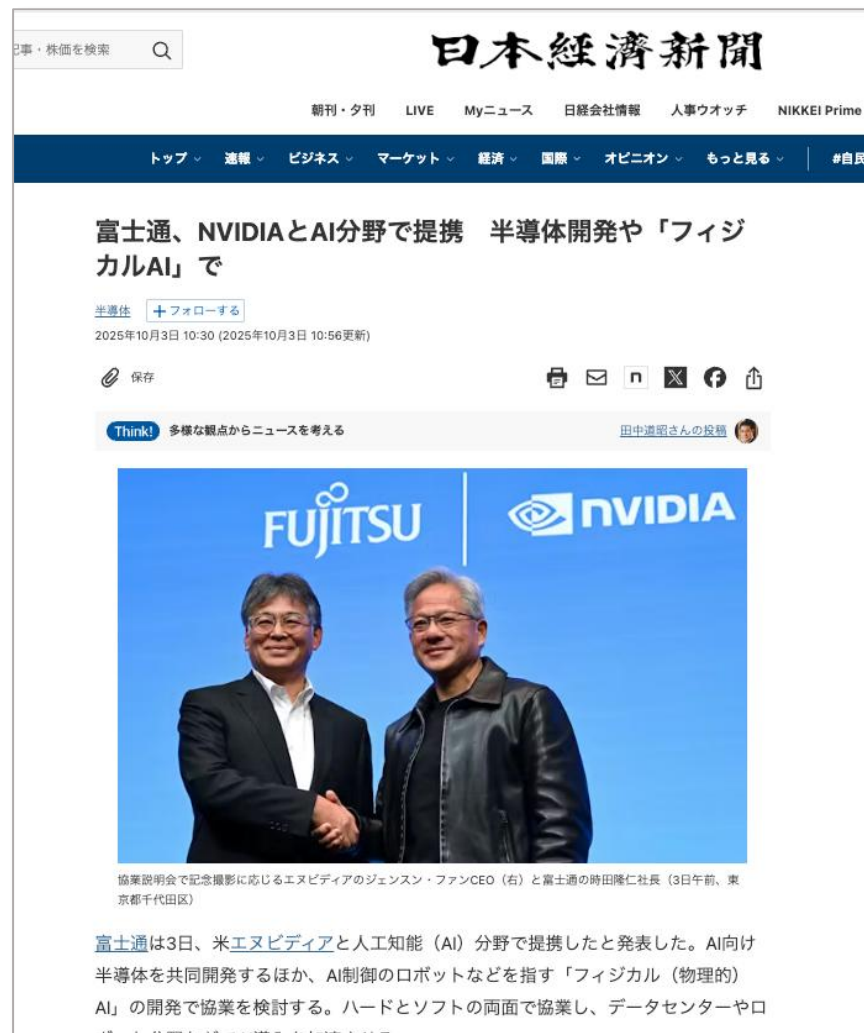 記事・株価を検索
日本経済新聞
朝刊・夕刊 LIVE Myニュース 日経会社情報 人事ウオッチ NIKKEI Prime
トップ 速報 ビジネス マーケット 経済 国際 オピニオン もっと見る #自民
富士通、NVIDIAとAI分野で提携 半導体開発や「フィジ
カルAI」で
半導体 +フォローする
2025年10月3日 10:30 (2025年10月3日 10:56更新)
保存
Think! 多様な観点からニュースを考える 田中道昭さんの投稿
FUJITSU NVIDIA
協業説明会で記念撮影に応じるエヌビディアのジェンスン・ファンCEO（右）と富士通の時田隆仁社長（3日午前、東
京都千代田区）
富士通は3日、米エヌビディアと人工知能（AI）分野で提携したと発表した。AI向け
半導体を共同開発するほか、AI制御のロボットなどを指す「フィジカル（物理的）
AI」の開発で協業を検討する。ハードとソフトの両面で協業し、データセンターやロ